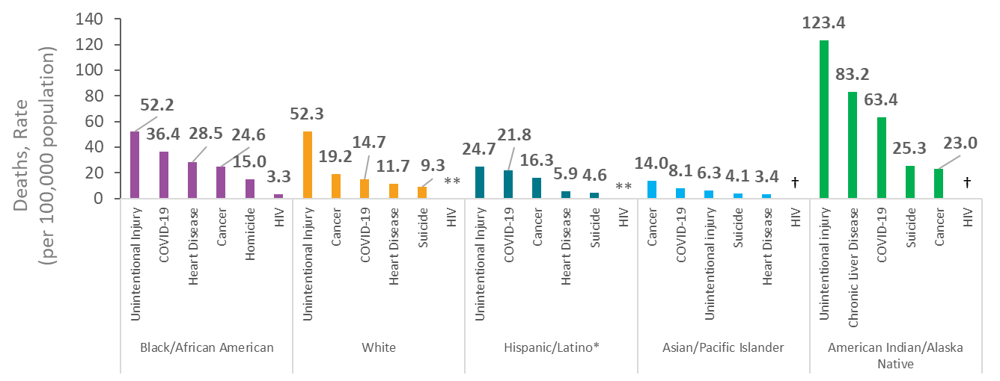 Deaths, Rate
(per 100,000 population)
140
120
100
80
60
40
20
0
52.2
36.4
28.5
24.6
15.0
3.3
52.3
19.2
14.7
11.7
9.3
**
24.7
21.8
16.3
5.9
4.6
**
14.0
8.1
6.3
4.1
3.4
†
123.4
83.2
63.4
25.3
23.0
†
Unintentional Injury
COVID-19
Heart Disease
Cancer
Homicide
HIV
Unintentional Injury
Cancer
COVID-19
Heart Disease
Suicide
HIV
Unintentional Injury
COVID-19
Cancer
Heart Disease
Suicide
HIV
Cancer
COVID-19
Unintentional Injury
Suicide
Heart Disease
HIV
Unintentional injury
Chronic Liver Disease
COVID-19
Suicide
Cancer
HIV
Black/African American
White
Hispanic/Latino*
Asian/Pacific Islander
American Indian/Alaska
Native